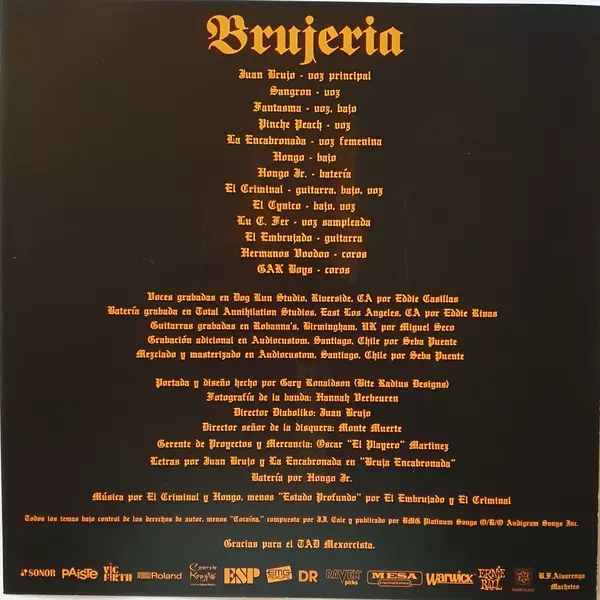 Brujeria
Juan Brujo - voz principal
Sangron - voz
Fantasma - voz, bajo
Pinche Peach - voz
La Encabronada - voz femenina
Hongo - bajo
Hongo Jr. - batería
El Criminal - guitarra, bajo, voz
El Cynico - bajo, voz
Lu C. Fer - voz sampleada
El Embrujado - guitarra
Hermanos Voodoo - coros
GAK Boys - coros
Voces grabadas en Dog Run Studio, Riverside, CA por Eddie Casillas
Batería grabada en Total Annihilation Studios, East Los Angeles, CA por Eddie Rivas
Guitarras grabadas en Robanna's, Birmingham, UK por Miguel Seco
Grabación adicional en Audiocustom, Santiago, Chile por Seba Puente
Mezclado y masterizado en Audiocustom, Santiago, Chile por Seba Puente
Portada y diseño hecho por Gary Ronaldson (Bite Radius Designs)
Fotografía de la banda: Hannah Verbeuren
Director Diaboliko: Juan Brujo
Director señor de la disquera: Monte Muerte
Gerente de Proyectos y Mercancia: Oscar "El Playero" Martinez
Letras por Juan Brujo y La Encabronada en "Bruja Encabronada"
Batería por Hongo Jr.
Música por El Criminal y Hongo, menos "Estado Profundo" por El Embrujado y El Criminal
Todos los temas bajo control de los derechos de autor, menos "Cocaína," compuesta por J.J. Cale y publicado por BMG Platinum Songs O/B/O Audigram Songs Inc.
Gracias para el TAD Mexorcista.
SONOR PAiSTe VIC FIRTH Roland ESP EMG DR RAVEN picks MESA ENGINEERING Warwick ERNIE BALL B.F. Alvarengo
Machetes